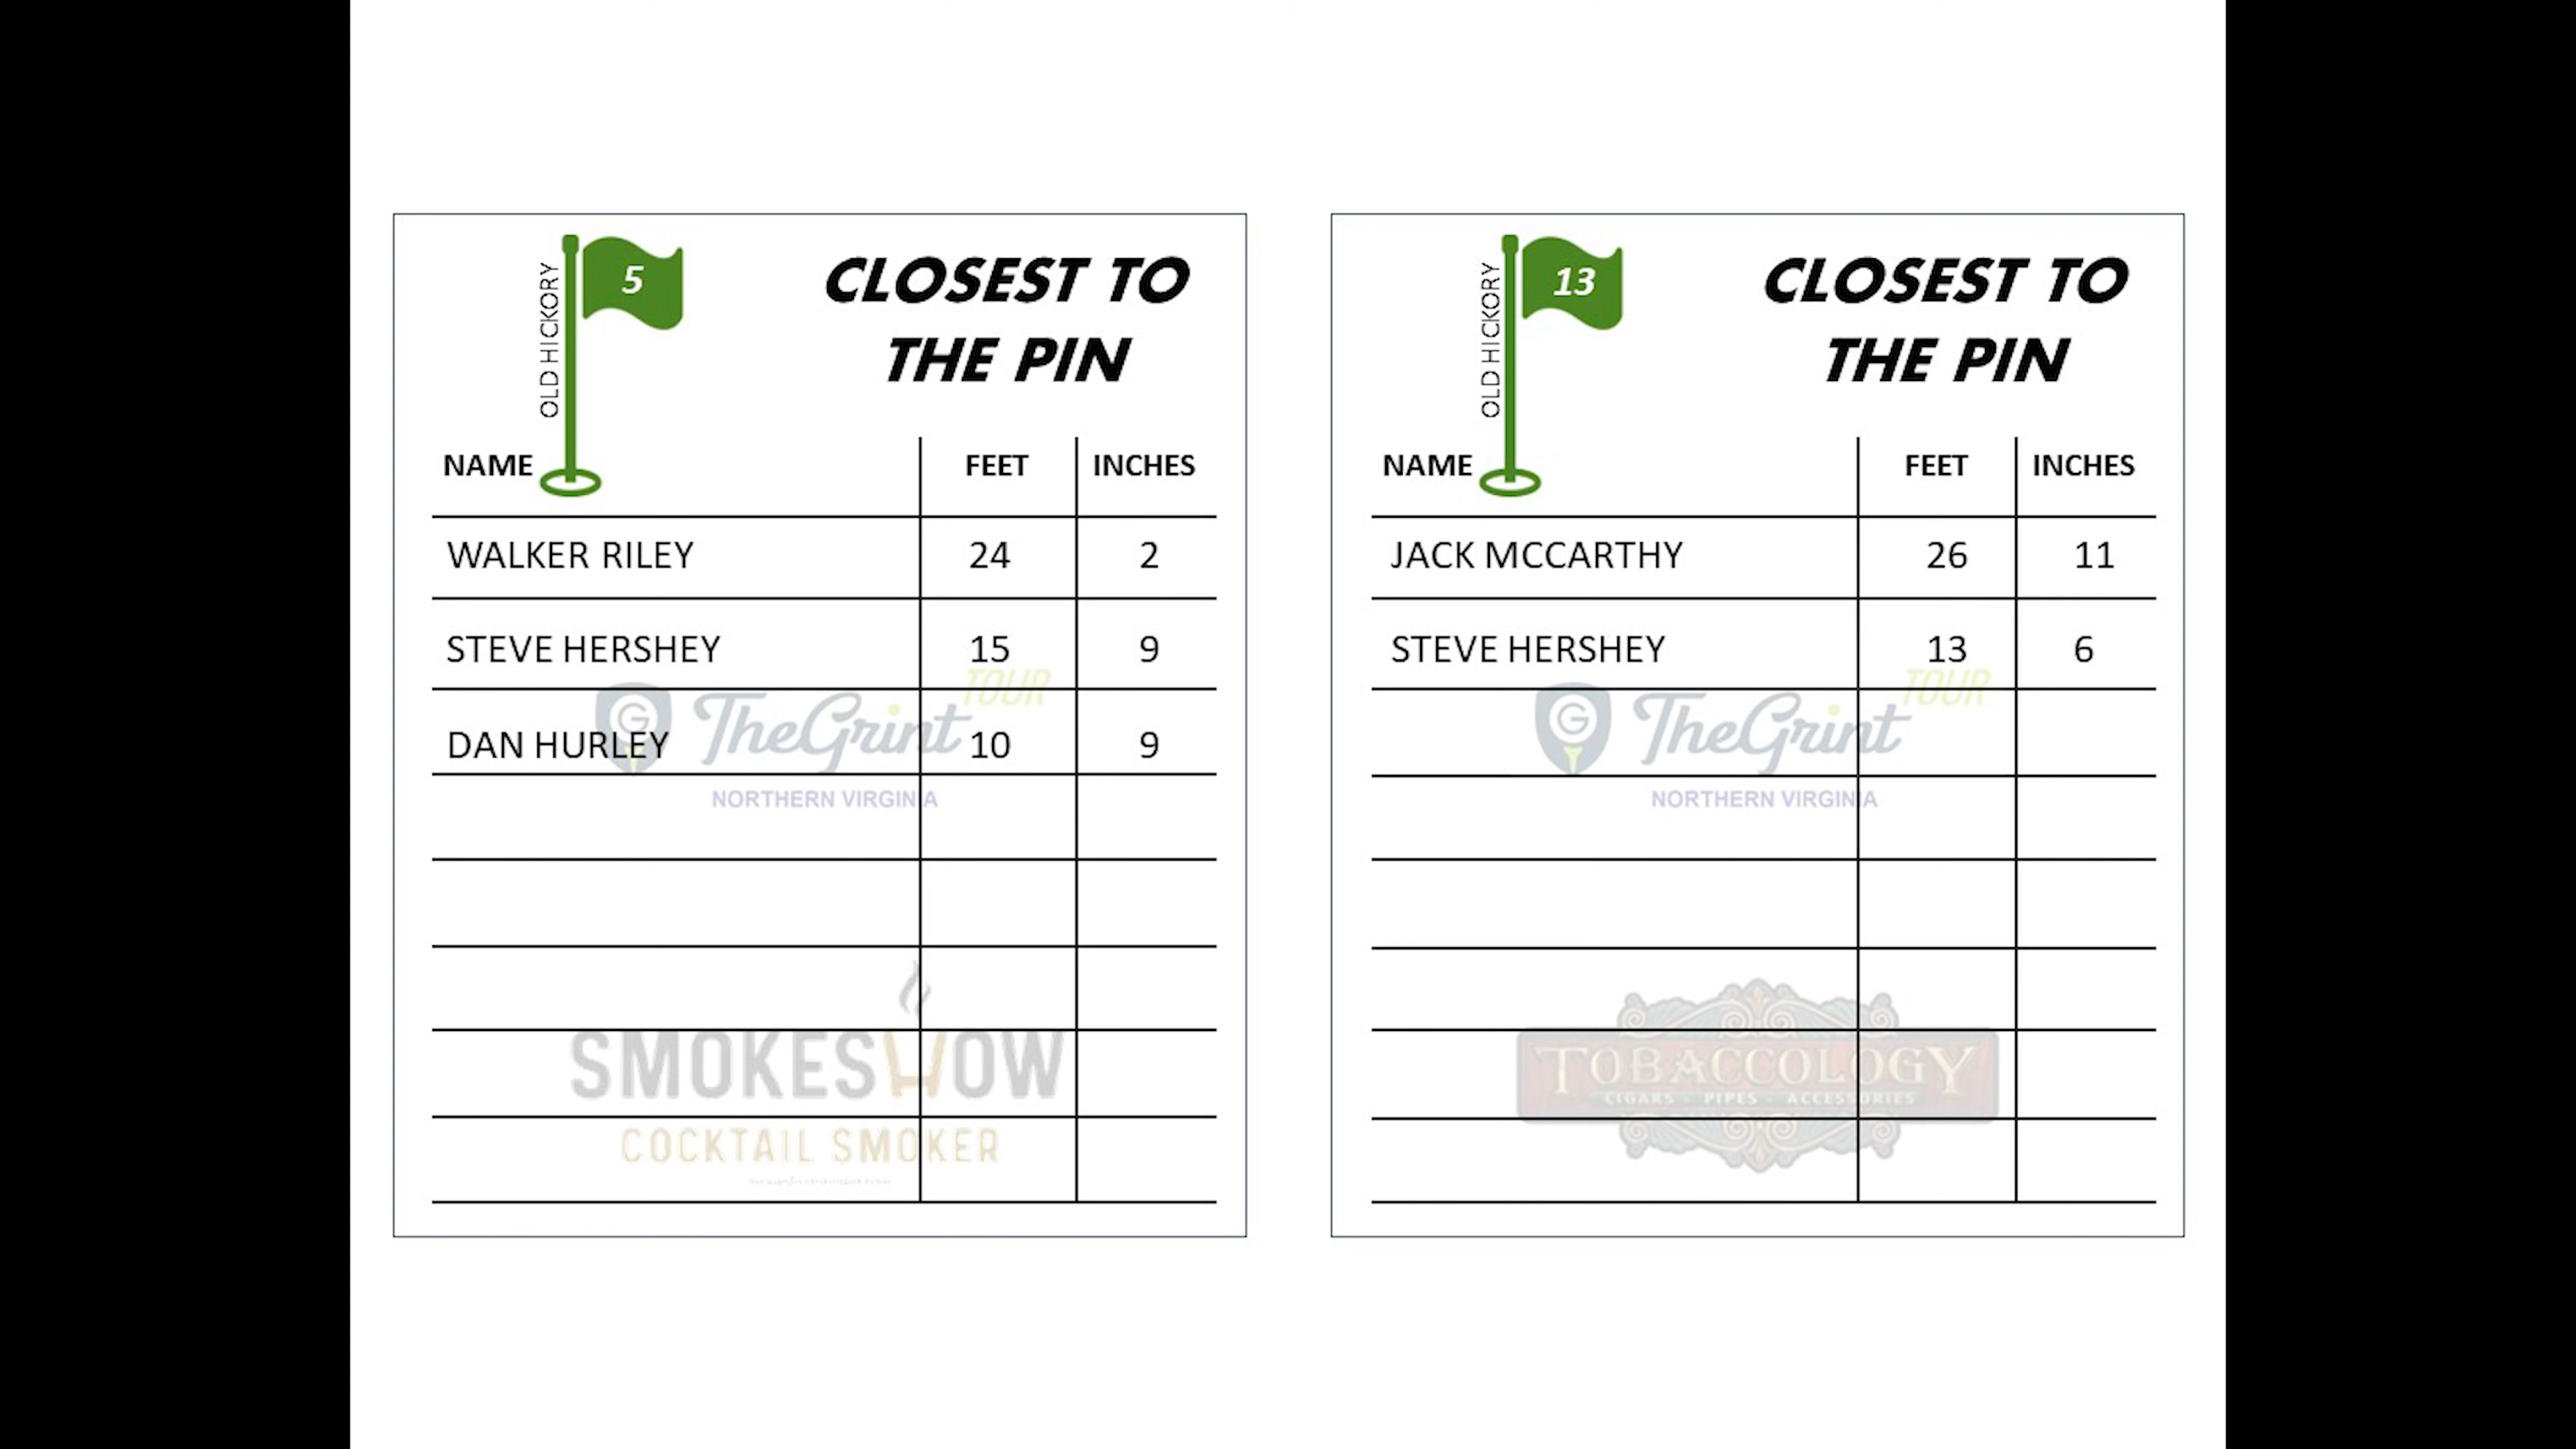 OLD HICKORY
5
CLOSEST TO
THE PIN
NAME FEET INCHES
WALKER RILEY 24 2
STEVE HERSHEY 15 9
DAN HURLEY 10 9
TheGrint TOUR
NORTHERN VIRGINIA
SMOKESHOW
COCKTAIL SMOKER
OLD HICKORY
13
CLOSEST TO
THE PIN
NAME FEET INCHES
JACK MCCARTHY 26 11
STEVE HERSHEY 13 6
TheGrint TOUR
NORTHERN VIRGINIA
TOBACCOLOGY
CIGARS · PIPES · ACCESSORIES